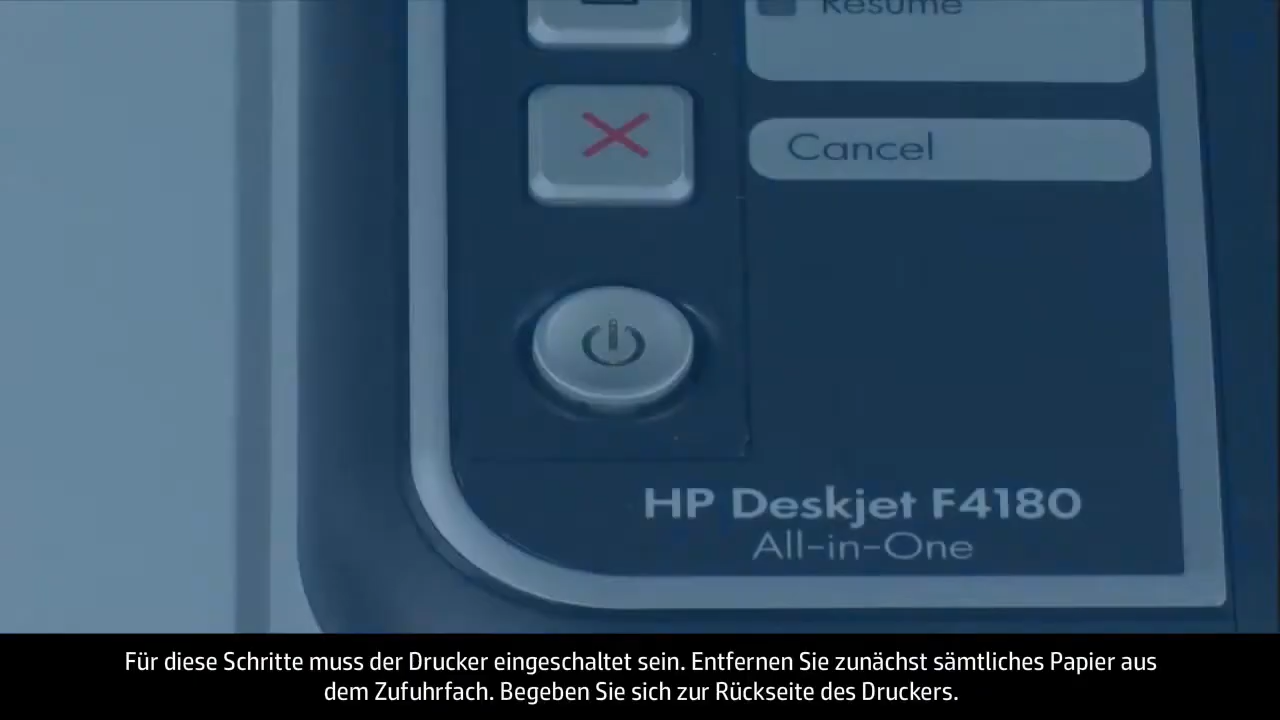 Resume
Cancel
HP Deskjet F4180
All-in-One
Für diese Schritte muss der Drucker eingeschaltet sein. Entfernen Sie zunächst sämtliches Papier aus
dem Zufuhrfach. Begeben Sie sich zur Rückseite des Druckers.